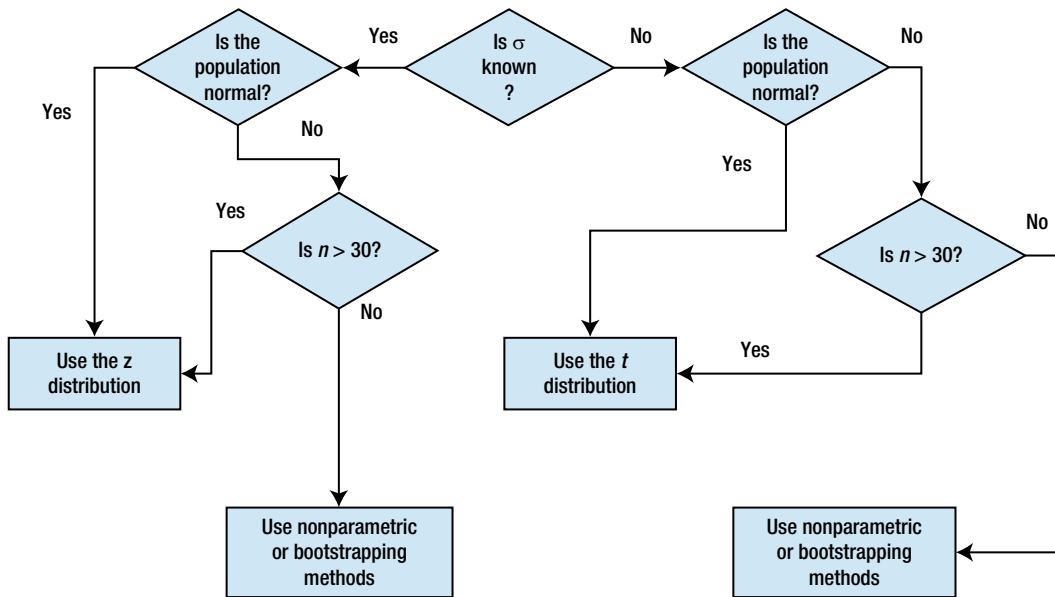 Is the
population
normal?
Yes
Is σ
known
?
No
Is the
population
normal?
No
Yes
No
Yes
Yes
Is n > 30?
No
Is n > 30?
No
Use the z
distribution
Use the t
distribution
Yes
Use nonparametric
or bootstrapping
methods
Use nonparametric
or bootstrapping
methods